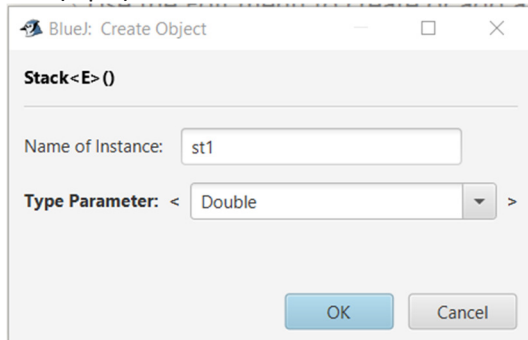 BlueJ: Create Object
Stack<E>()
Name of Instance: st1
Type Parameter: < Double >
OK Cancel